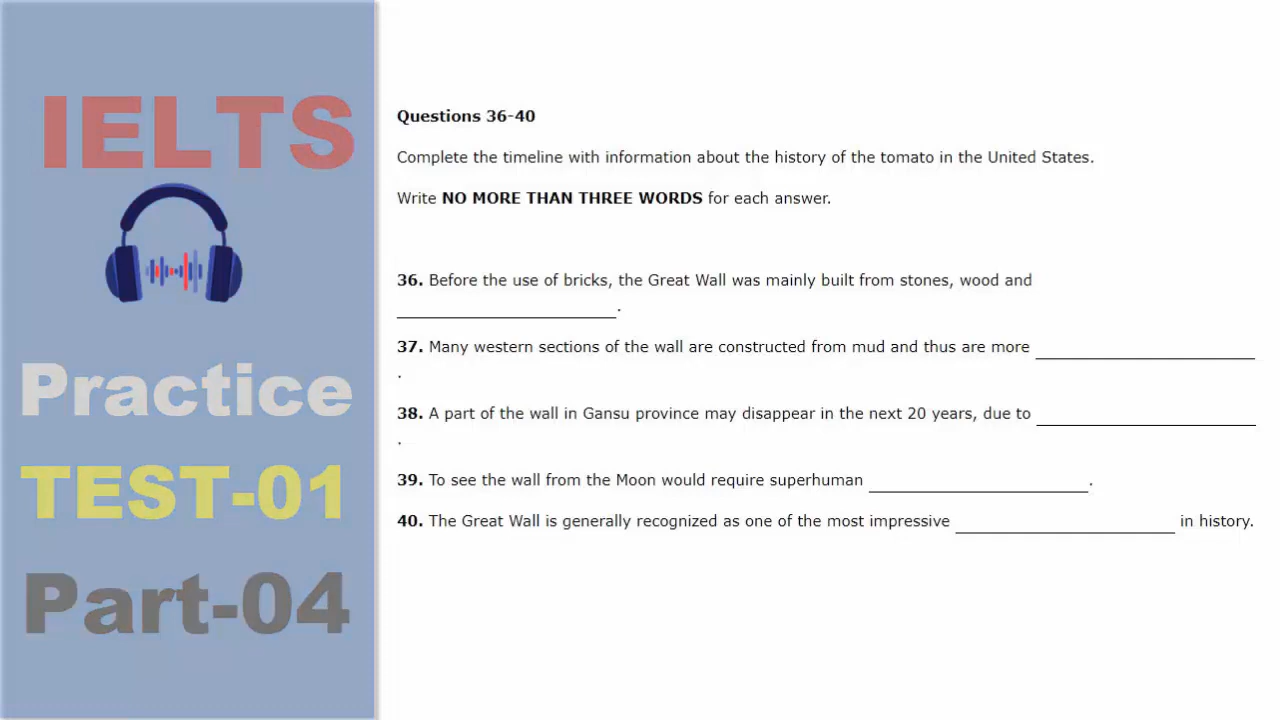 IELTS
Practice
TEST-01
Part-04
Questions 36-40
Complete the timeline with information about the history of the tomato in the United States.
Write NO MORE THAN THREE WORDS for each answer.
36. Before the use of bricks, the Great Wall was mainly built from stones, wood and
.
37. Many western sections of the wall are constructed from mud and thus are more
.
38. A part of the wall in Gansu province may disappear in the next 20 years, due to
.
39. To see the wall from the Moon would require superhuman .
40. The Great Wall is generally recognized as one of the most impressive in history.